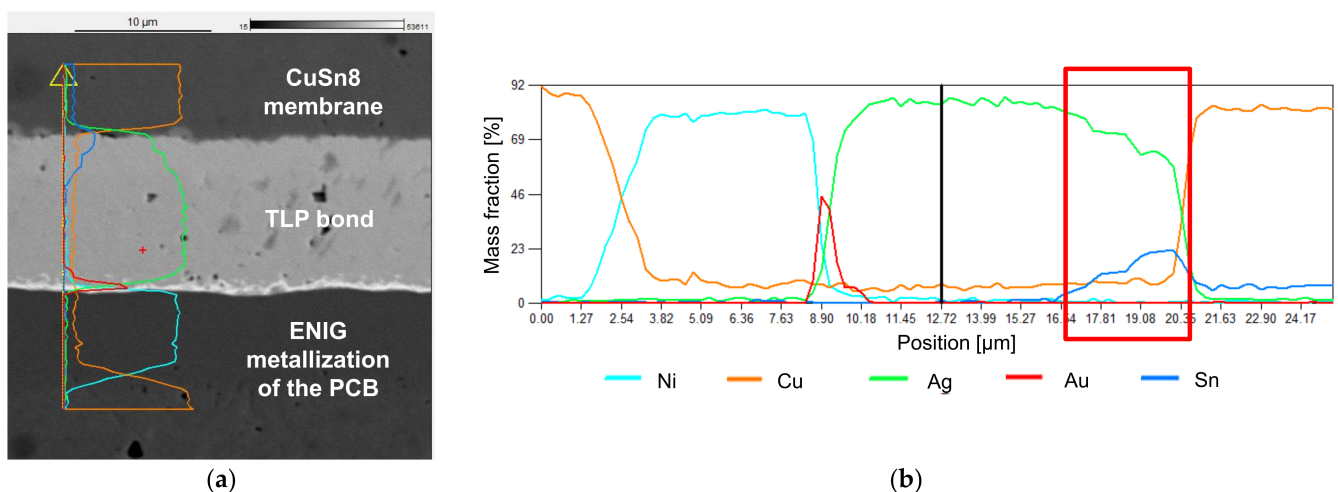 10 µm
15
53611
CuSn8
membrane
TLP bond
ENIG
metallization
of the PCB
(a)
Mass fraction [%]
92
69
46
23
0
0.00 1.27 2.54 3.82 5.09 6.36 7.63 8.90 10.18 11.45 12.72 13.99 15.27 16.54 17.81 19.08 20.35 21.63 22.90 24.17
Position [µm]
Ni Cu Ag Au Sn
(b)